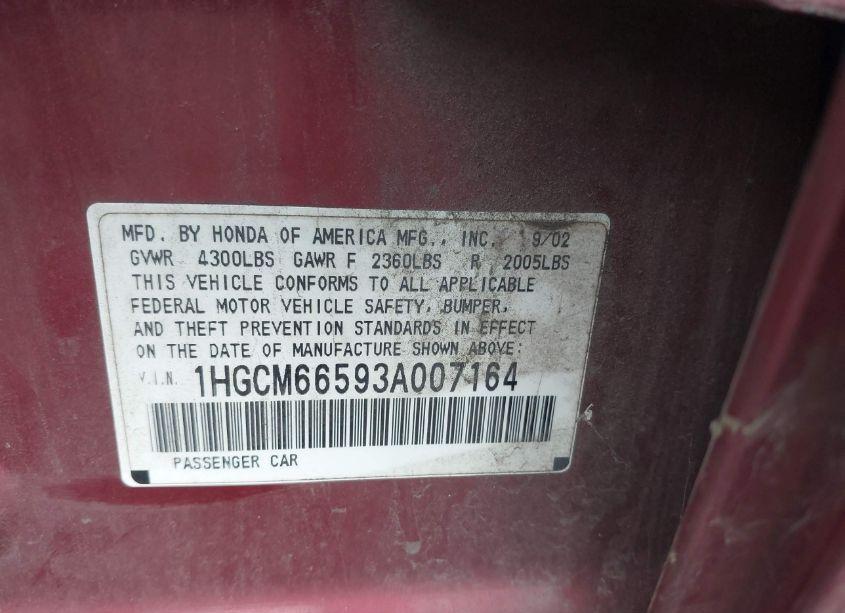 MFD. BY HONDA OF AMERICA MFG., INC. 9/02
GVWR 4300LBS GAWR F 2360LBS R 2005LBS
THIS VEHICLE CONFORMS TO ALL APPLICABLE
FEDERAL MOTOR VEHICLE SAFETY, BUMPER,
AND THEFT PREVENTION STANDARDS IN EFFECT
ON THE DATE OF MANUFACTURE SHOWN ABOVE:
V.I.N. 1HGCM66593A007164
PASSENGER CAR